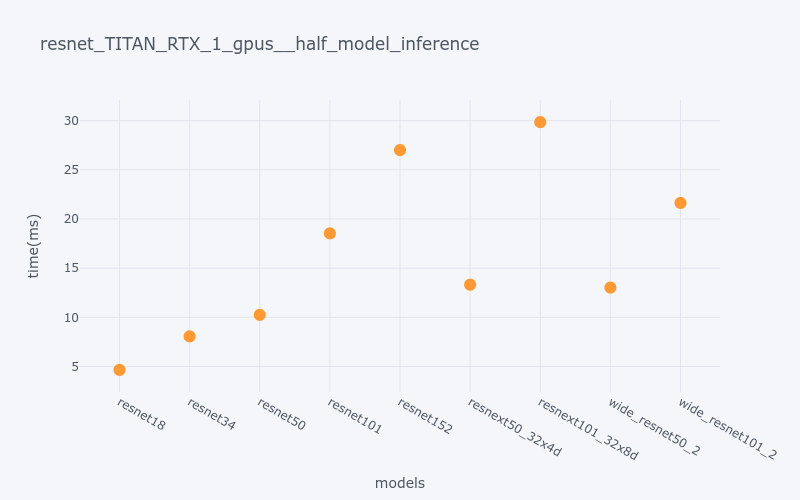 resnet_TITAN_RTX_1_gpus__half_model_inference
30
25
20
15
10
5
time(ms)
resnet18
resnet34
resnet50
resnet101
resnet152
resnext50_32x4d
resnext101_32x8d
wide_resnet50_2
wide_resnet101_2
models